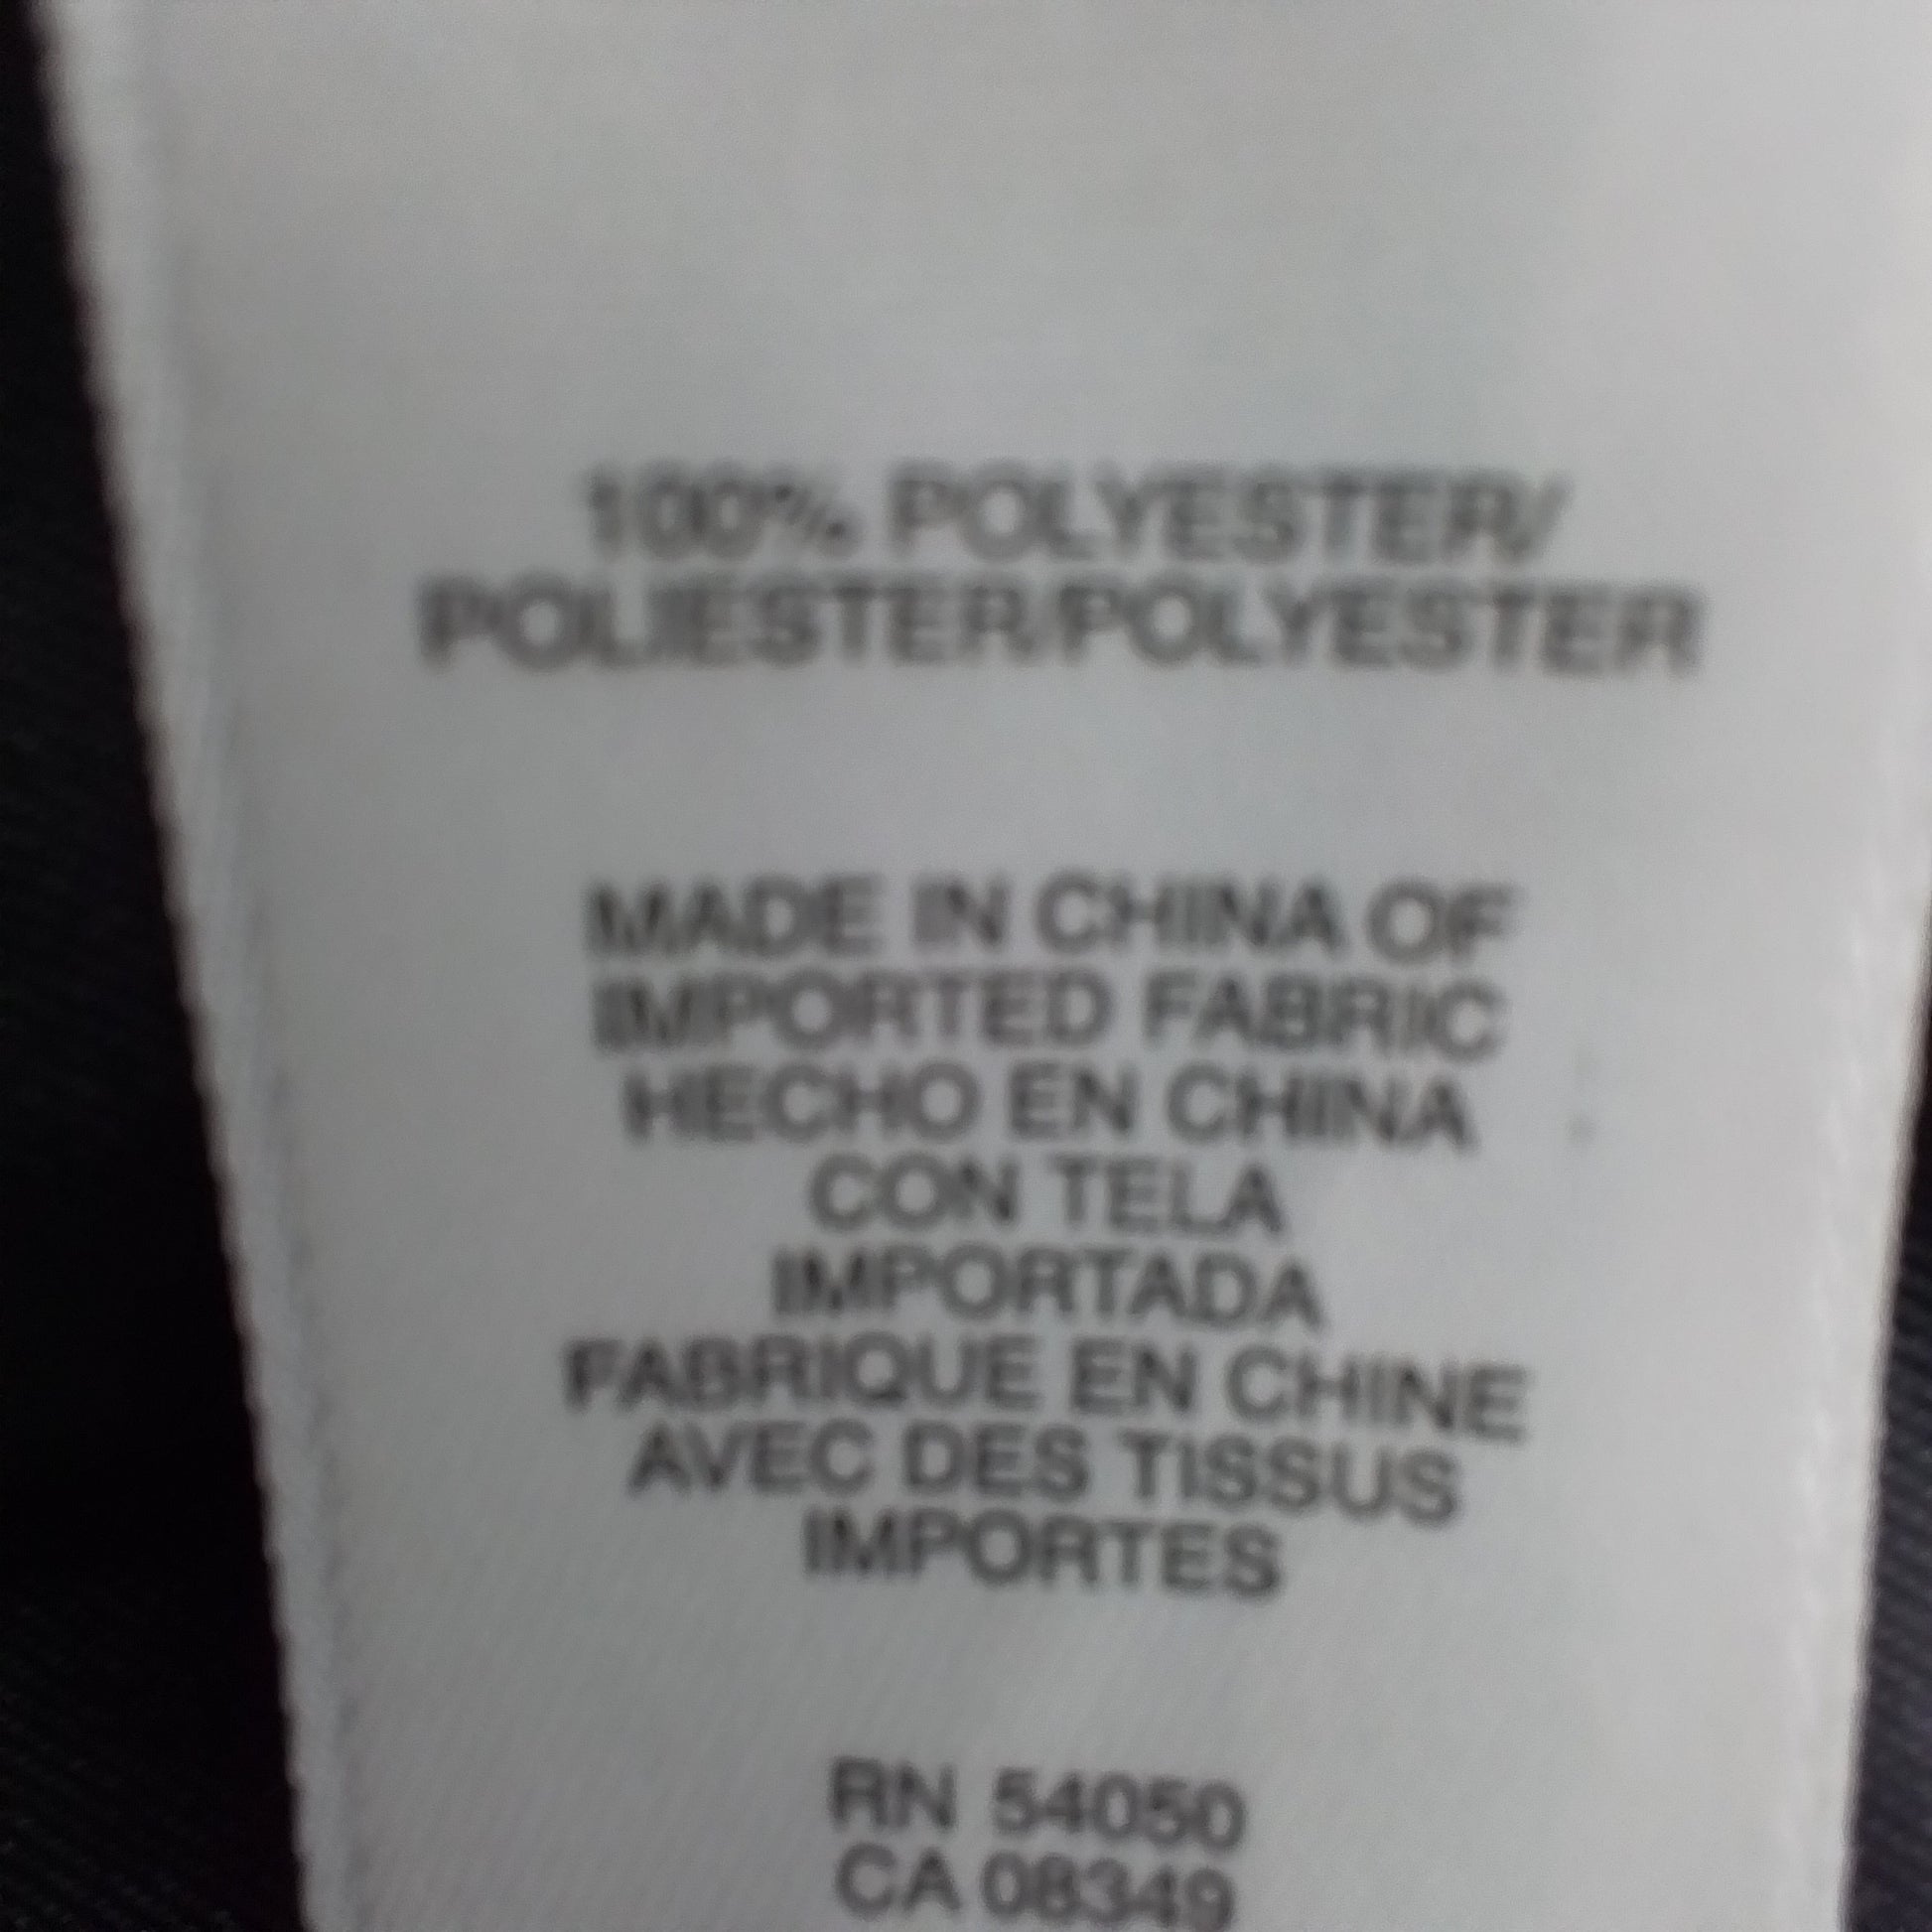 100% POLYESTER/
POLIESTER/POLYESTER
MADE IN CHINA OF
IMPORTED FABRIC
HECHO EN CHINA
CON TELA
IMPORTADA
FABRIQUE EN CHINE
AVEC DES TISSUS
IMPORTES
RN 54050
CA 08349